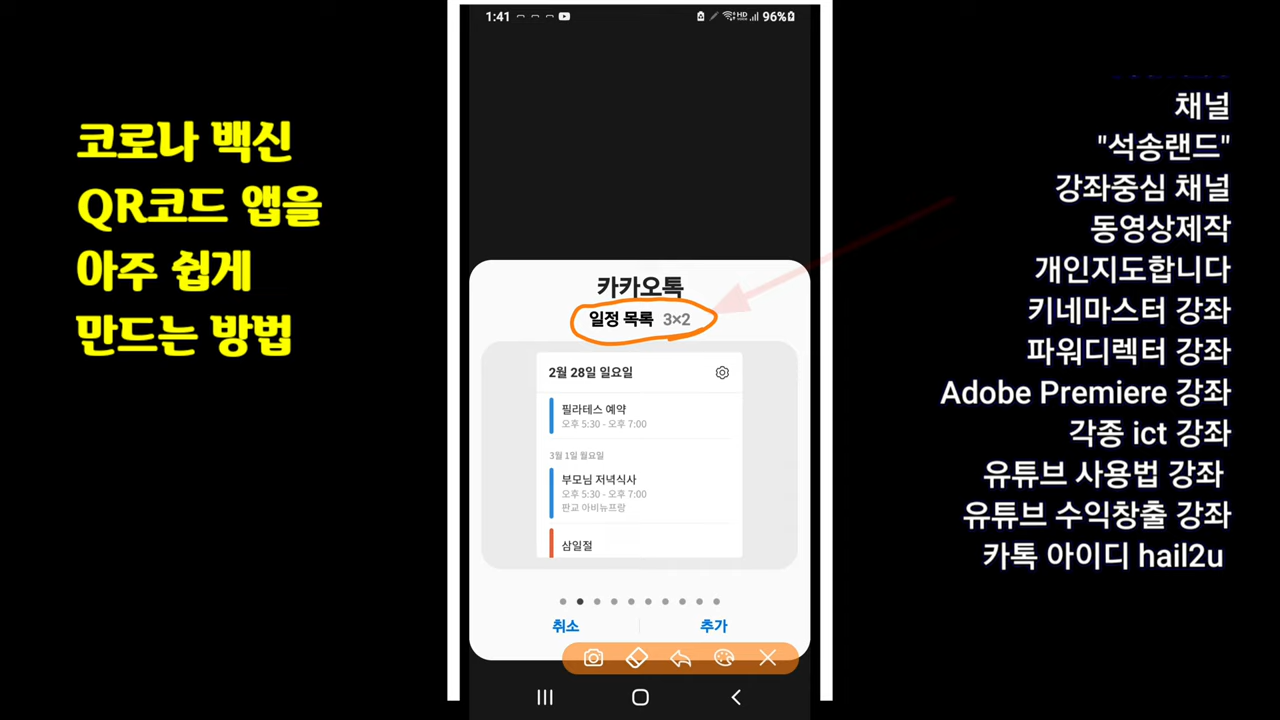 코로나 백신
QR코드 앱을
아주 쉽게
만드는 방법
1:41
HD
96%
카카오톡
일정 목록 3×2
2월 28일 일요일
필라테스 예약
오후 5:30 - 오후 7:00
3월 1일 월요일
부모님 저녁식사
오후 5:30 - 오후 7:00
판교 아비뉴프랑
삼일절
취소
추가
채널
"석송랜드"
강좌중심 채널
동영상제작
개인지도합니다
키네마스터 강좌
파워디렉터 강좌
Adobe Premiere 강좌
각종 ict 강좌
유튜브 사용법 강좌
유튜브 수익창출 강좌
카톡 아이디 hail2u